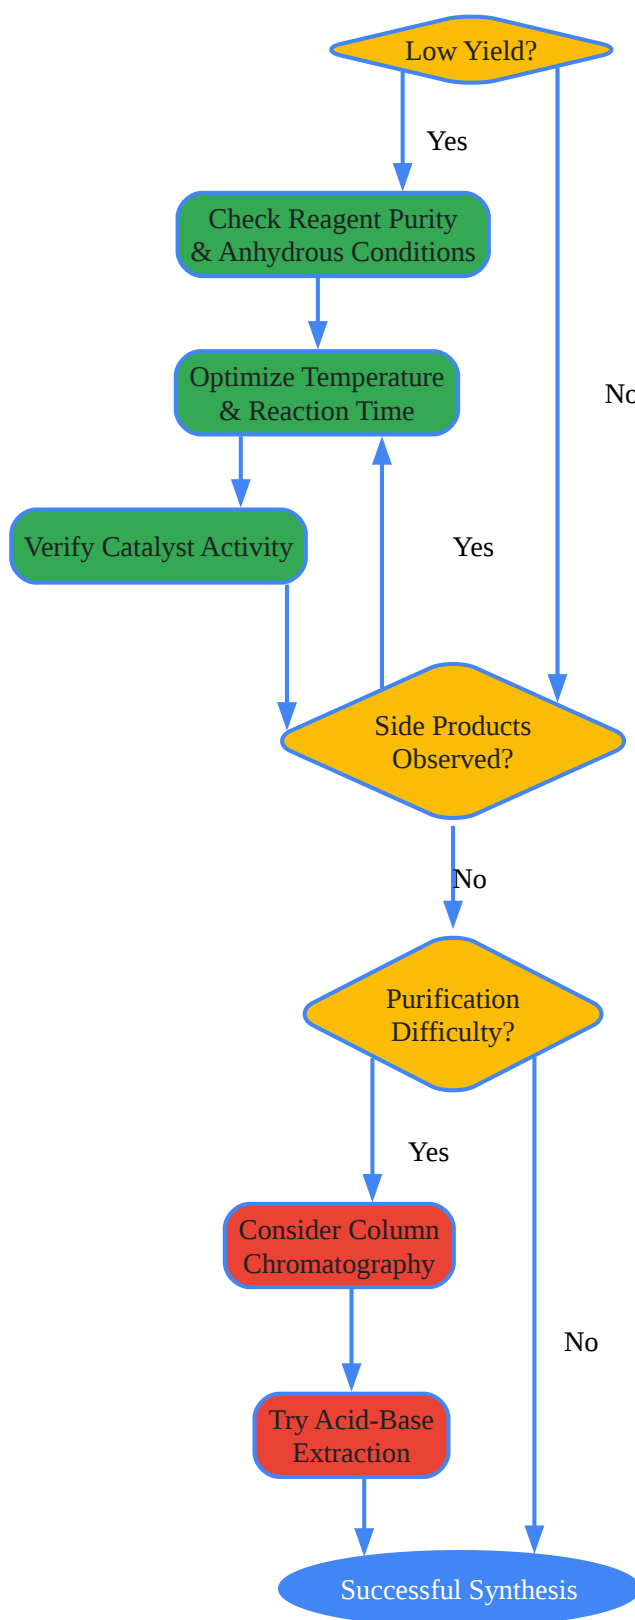 Low Yield?
Yes
Check Reagent Purity
& Anhydrous Conditions
Optimize Temperature
& Reaction Time
No
Verify Catalyst Activity
Yes
Side Products
Observed?
No
Purification
Difficulty?
Yes
Consider Column
Chromatography
No
Try Acid-Base
Extraction
Successful Synthesis